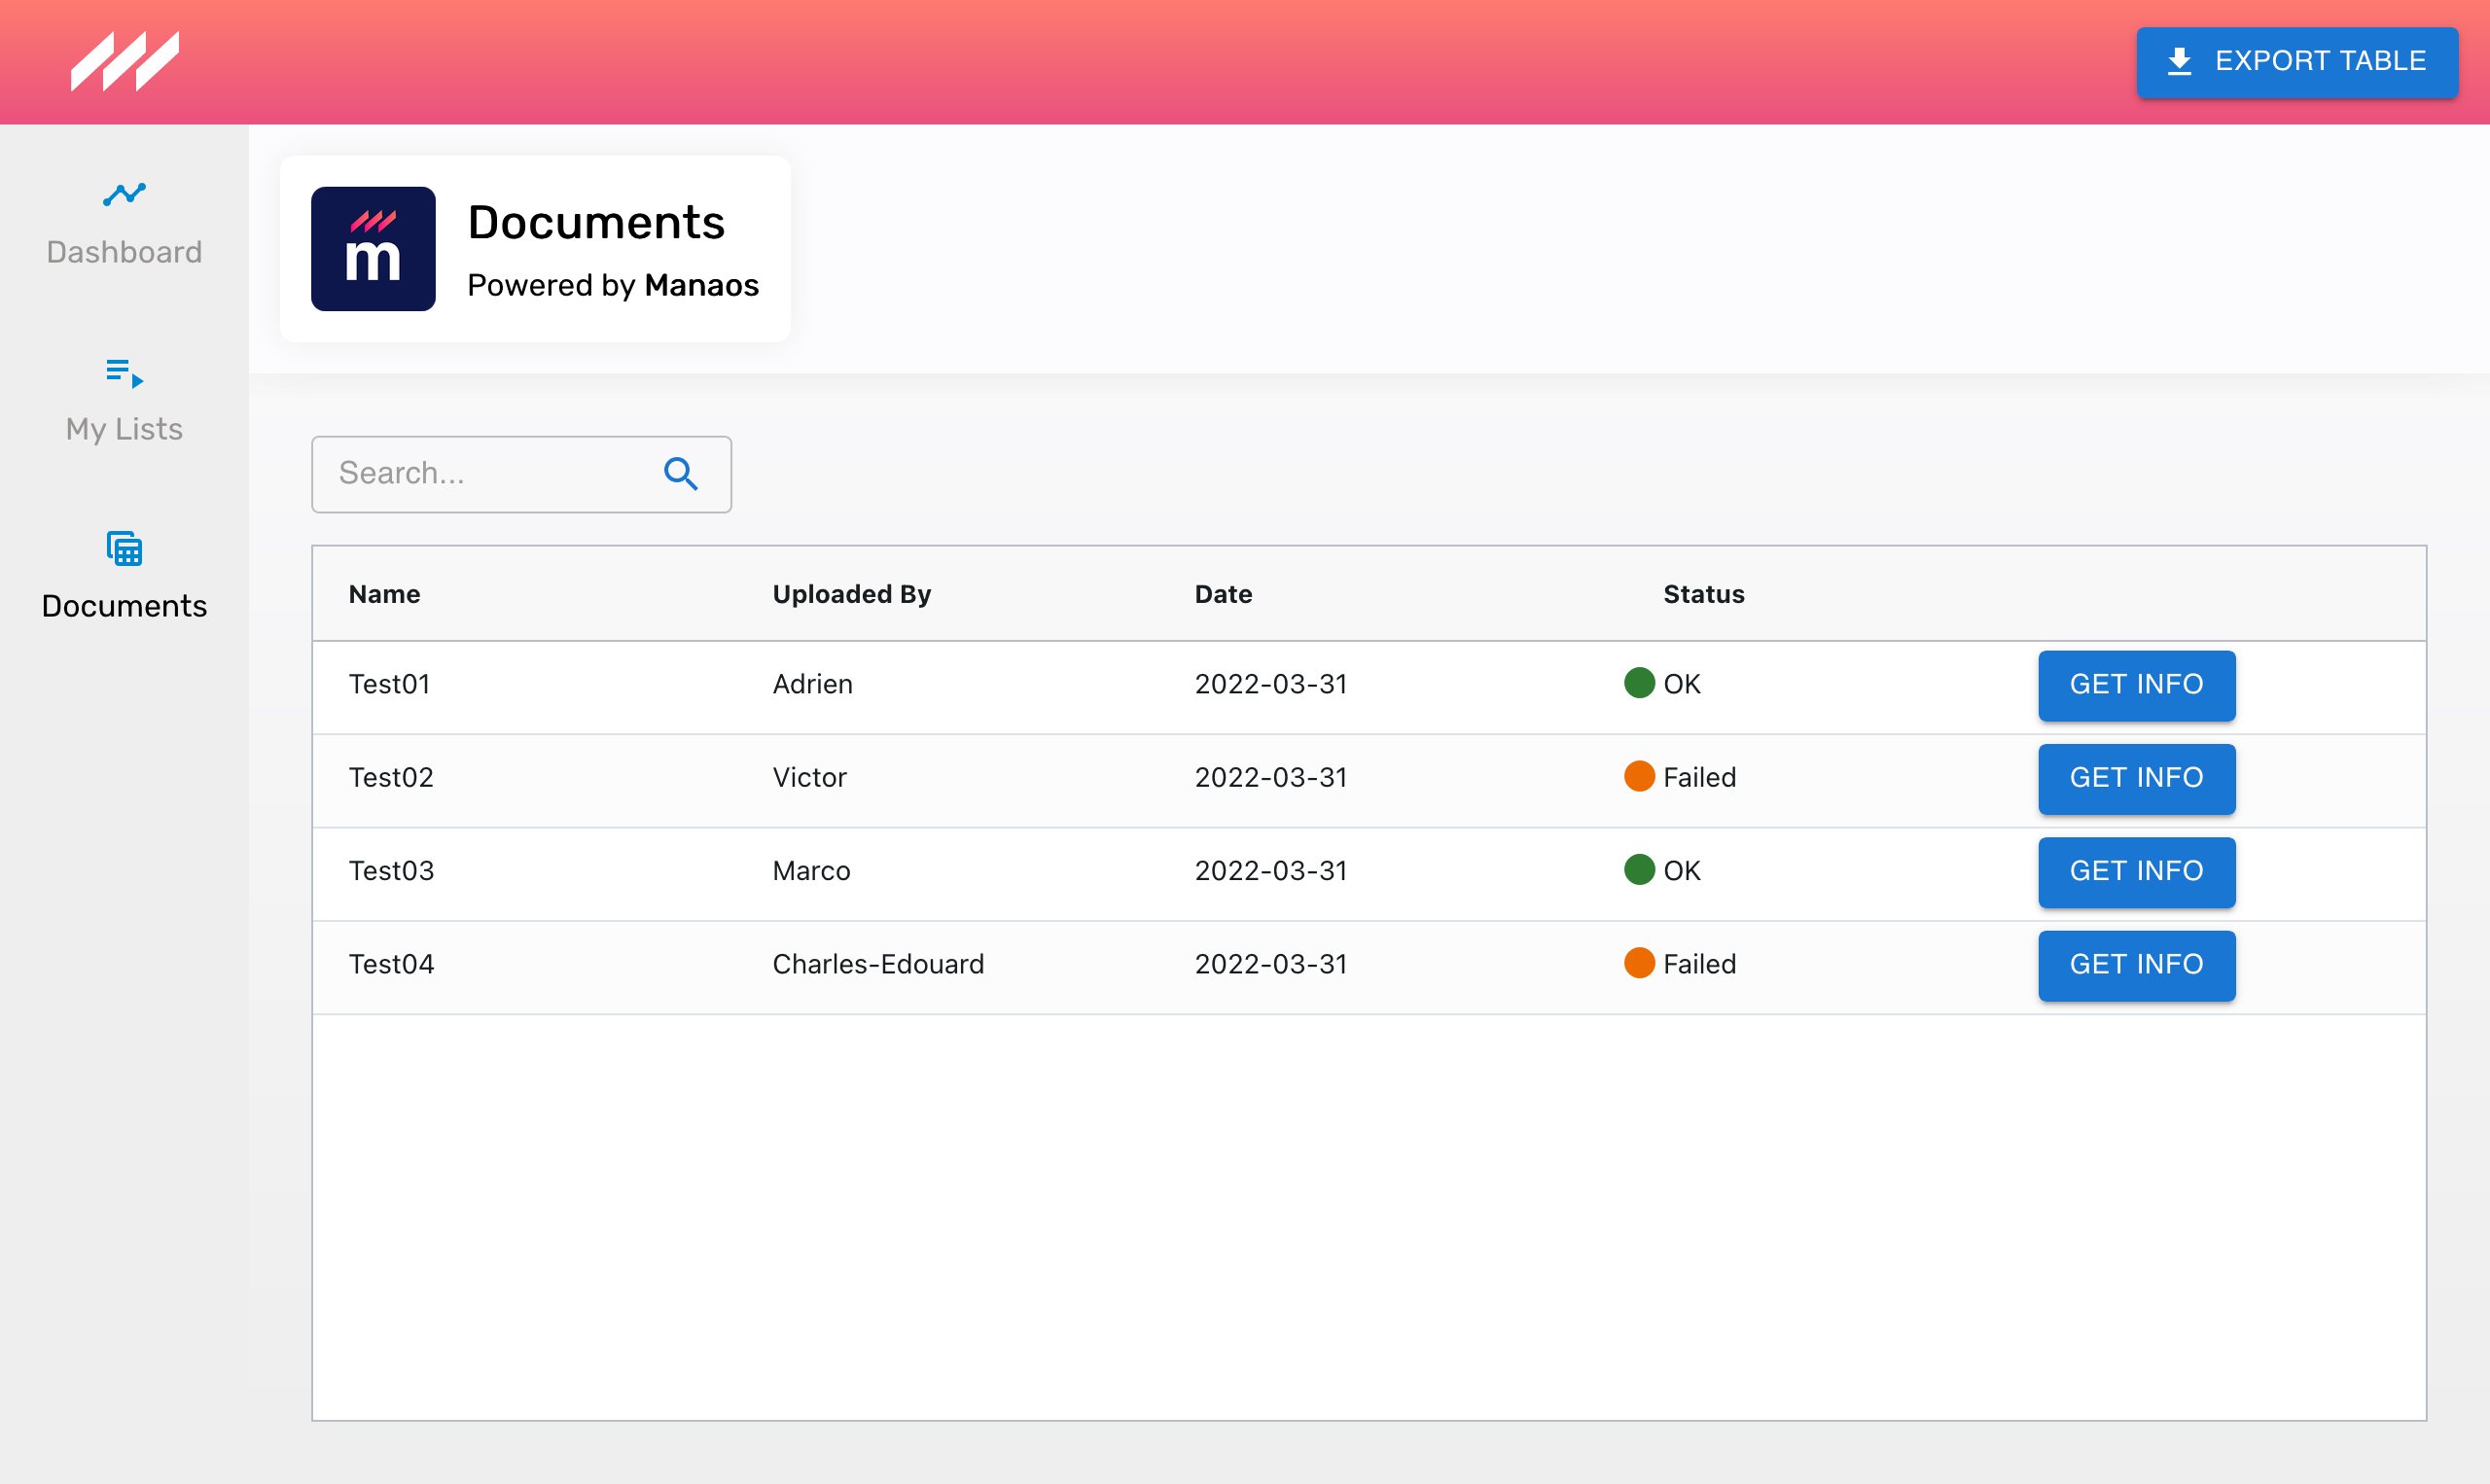 EXPORT TABLE
Dashboard
My Lists
Documents
m
Documents
Powered by Manaos
Search...
Name Uploaded By Date Status
Test01 Adrien 2022-03-31 OK GET INFO
Test02 Victor 2022-03-31 Failed GET INFO
Test03 Marco 2022-03-31 OK GET INFO
Test04 Charles-Edouard 2022-03-31 Failed GET INFO